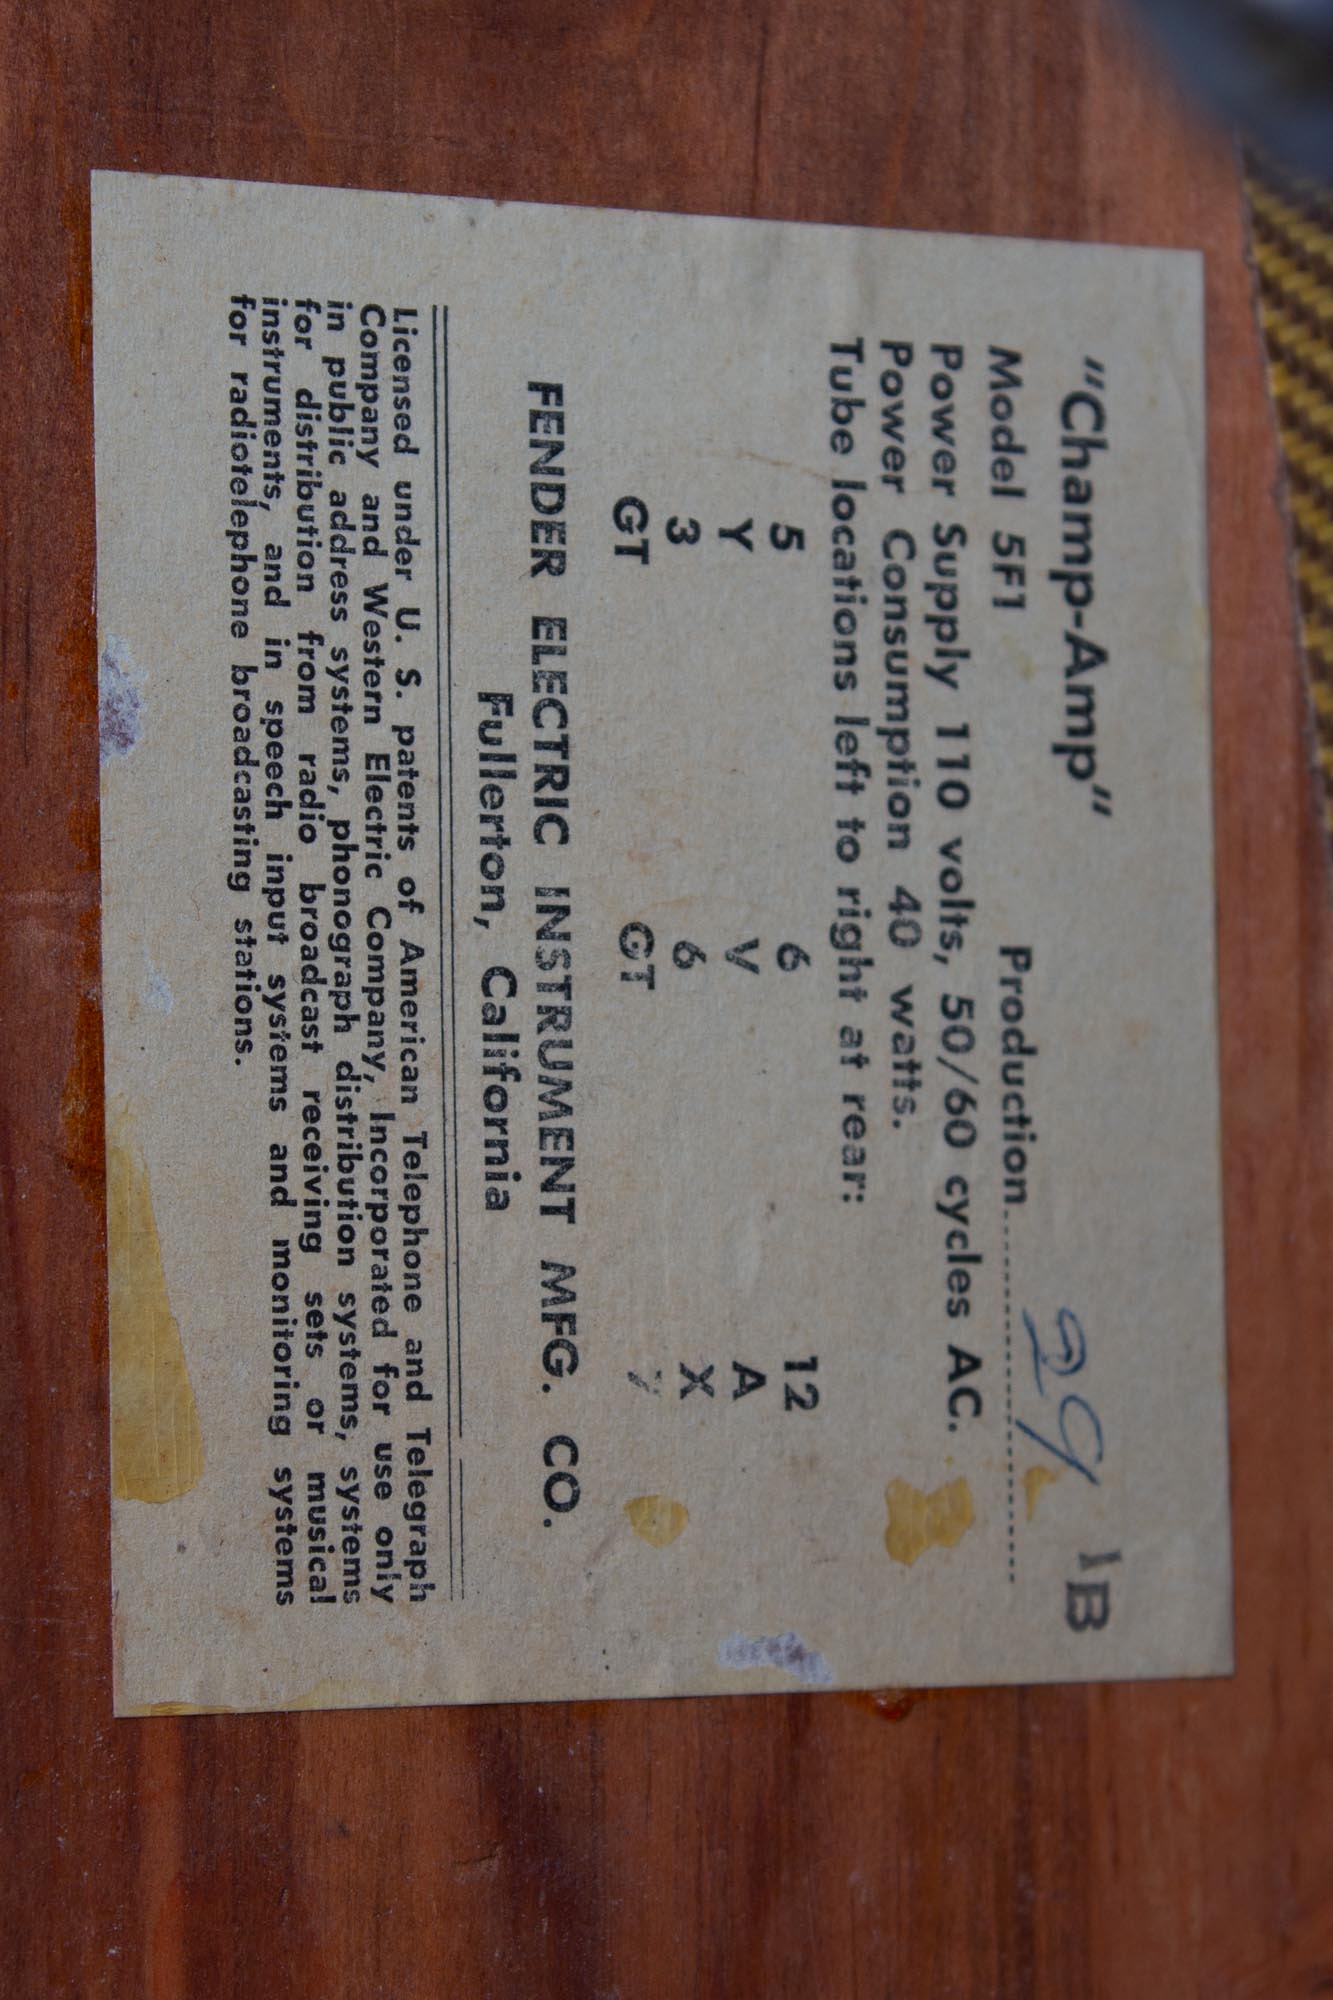 "Champ-Amp" IB
Model 5F1 Production 29
Power Supply 110 volts, 50/60 cycles AC.
Power Consumption 40 watts.
Tube locations left to right at rear:
5 6 12
Y V A
3 6 X
GT GT 7
FENDER ELECTRIC INSTRUMENT MFG. CO.
Fullerton, California
Licensed under U. S. patents of American Telephone and Telegraph
Company and Western Electric Company, Incorporated for use only
in public address systems, phonograph distribution systems, systems
for distribution from radio broadcast receiving sets or musical
instruments, and in speech input systems and monitoring systems
for radiotelephone broadcasting stations.